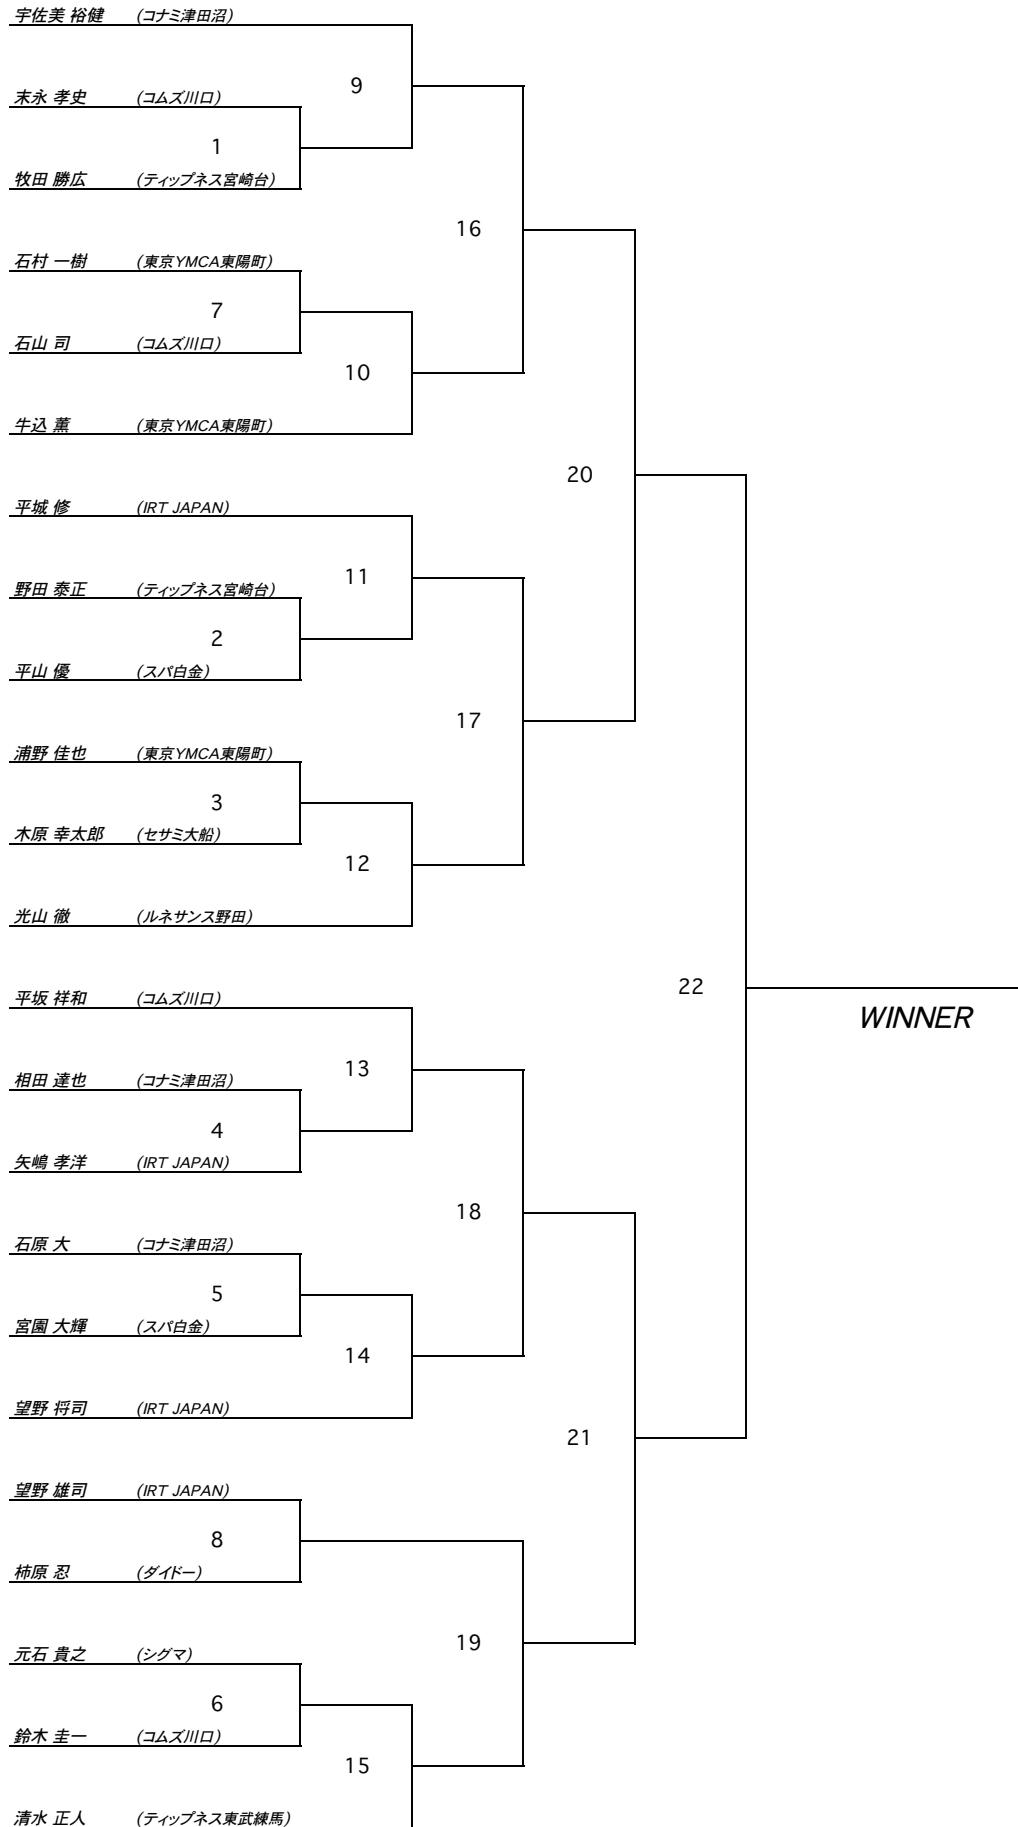 宇佐美 裕健 (コナミ津田沼)
9
末永 孝史 (コムズ川口)
1
牧田 勝広 (ティップネス宮崎台)
16
石村 一樹 (東京YMCA東陽町)
7
石山 司 (コムズ川口)
10
牛込 薫 (東京YMCA東陽町)
20
平城 修 (IRT JAPAN)
11
野田 泰正 (ティップネス宮崎台)
2
平山 優 (スパ白金)
17
浦野 佳也 (東京YMCA東陽町)
3
木原 幸太郎 (セサミ大船)
12
光山 徹 (ルネサンス野田)
22
平坂 祥和 (コムズ川口)
WINNER
13
相田 達也 (コナミ津田沼)
4
矢嶋 孝洋 (IRT JAPAN)
18
石原 大 (コナミ津田沼)
5
宮園 大輝 (スパ白金)
14
望野 将司 (IRT JAPAN)
21
望野 雄司 (IRT JAPAN)
8
柿原 忍 (ダイドー)
19
元石 貴之 (シグマ)
6
鈴木 圭一 (コムズ川口)
15
清水 正人 (ティップネス東武練馬)